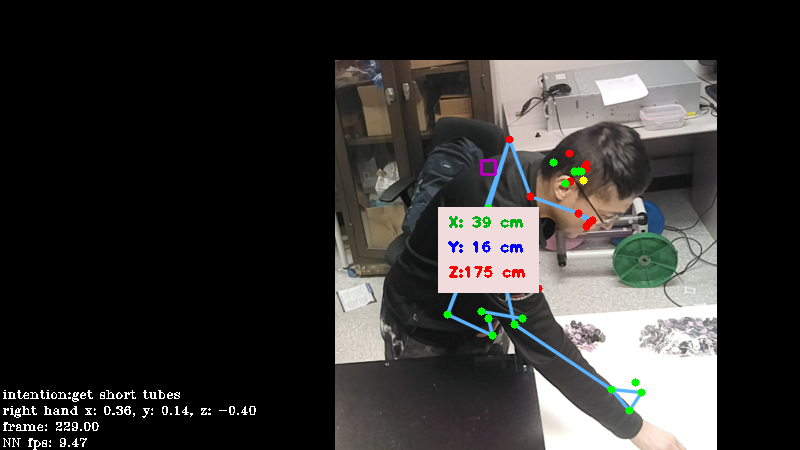 X: 39 cm
Y: 16 cm
Z:175 cm
intention:get short tubes
right hand x: 0.36, y: 0.14, z: -0.40
frame: 229.00
NN fps: 9.47